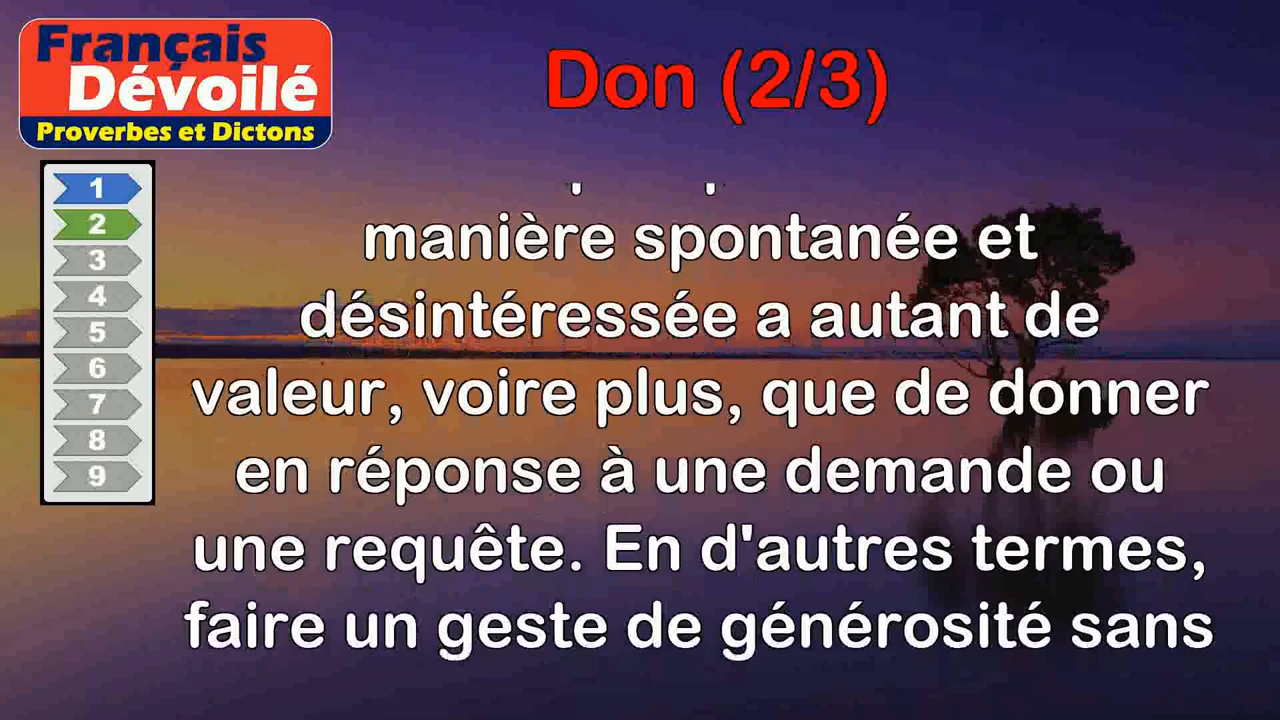 Français
Dévoilé
Proverbes et Dictons
Don (2/3)
1
2
3
4
5
6
7
8
9
manière spontanée et
désintéressée a autant de
valeur, voire plus, que de donner
en réponse à une demande ou
une requête. En d'autres termes,
faire un geste de générosité sans